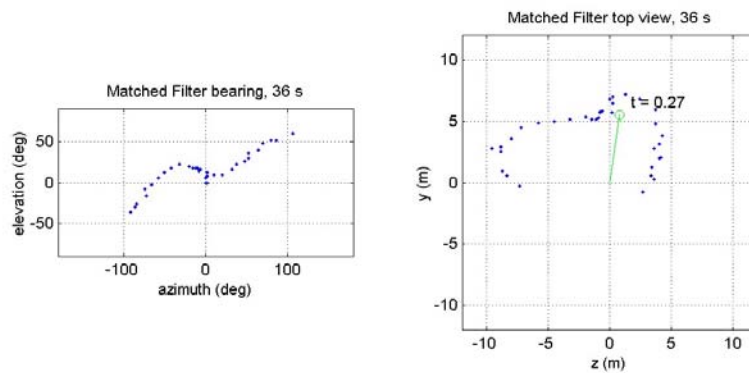 Matched Filter bearing, 36 s
50
0
-50
elevation (deg)
-100
0
100
azimuth (deg)
Matched Filter top view, 36 s
10
5
0
-5
-10
y (m)
t = 0.27
-10
-5
0
5
10
z (m)